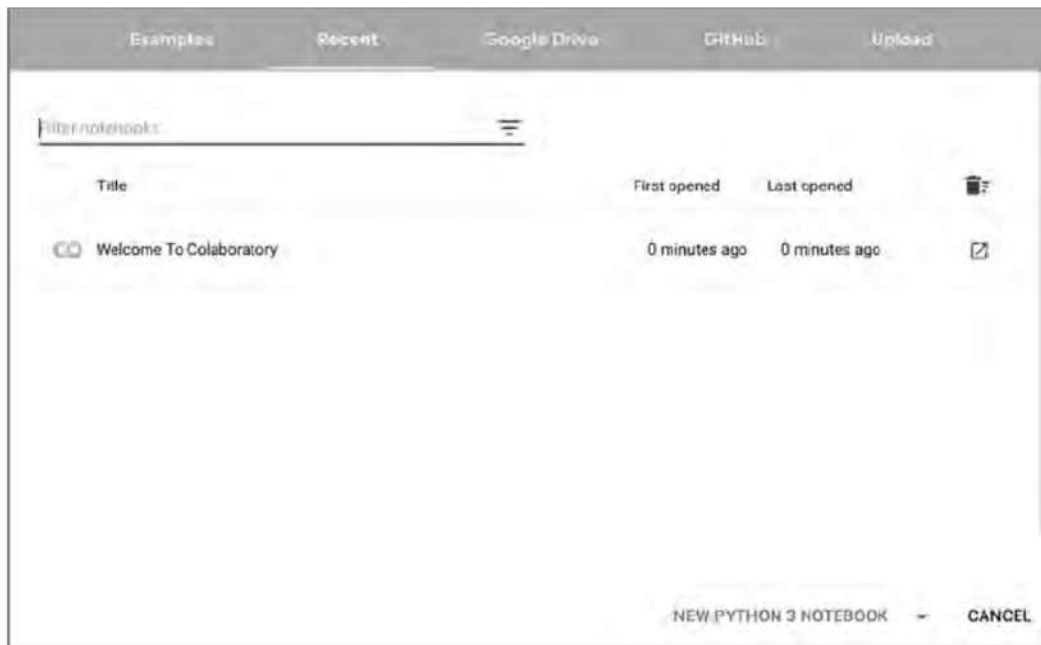 Examples Recent Google Drive GitHub Upload
Filter notebooks
Title First opened Last opened
Welcome To Colaboratory 0 minutes ago 0 minutes ago
NEW PYTHON 3 NOTEBOOK CANCEL